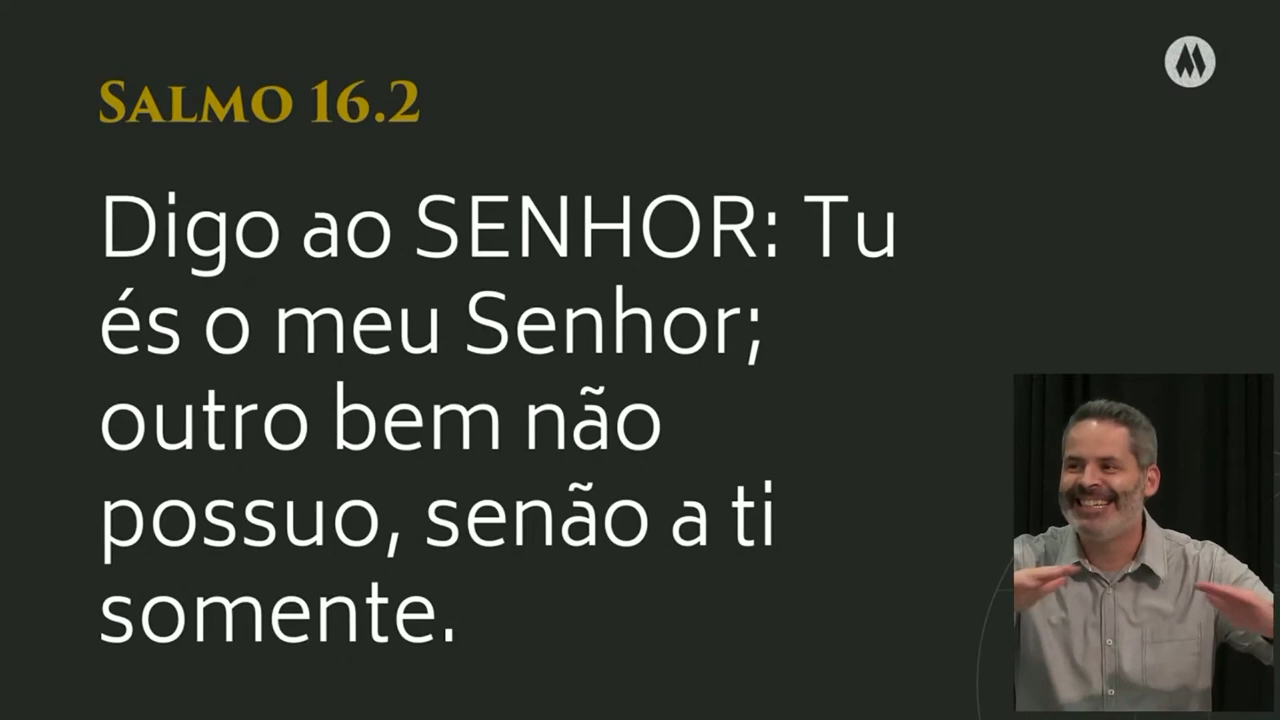 Salmo 16.2
Digo ao SENHOR: Tu
és o meu Senhor;
outro bem não
possuo, senão a ti
somente.